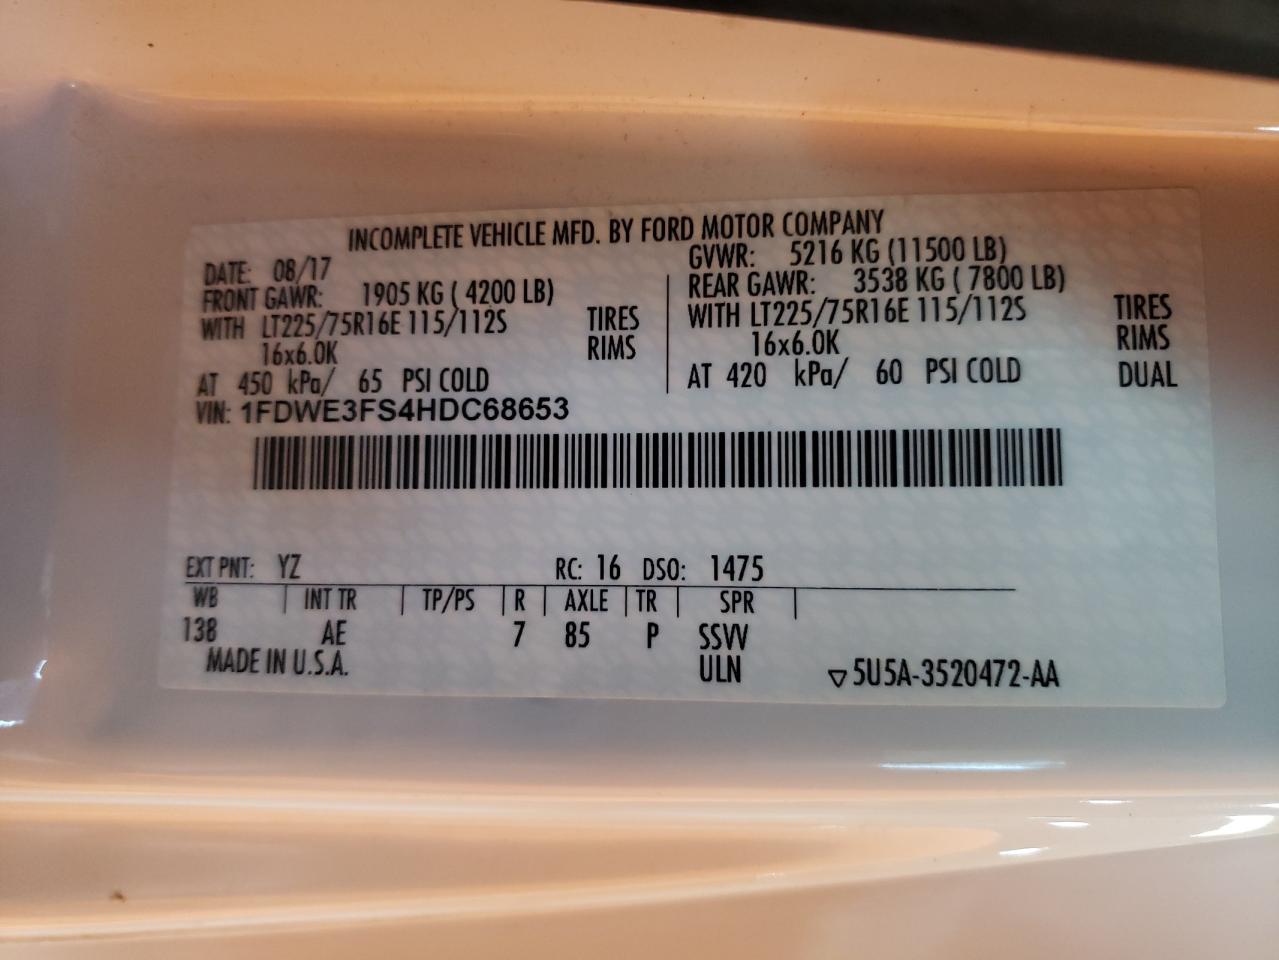 INCOMPLETE VEHICLE MFD. BY FORD MOTOR COMPANY
DATE: 08/17
GVWR: 5216 KG (11500 LB)
FRONT GAWR: 1905 KG ( 4200 LB)
WITH LT225/75R16E 115/112S TIRES
16x6.0K RIMS
AT 450 kPa/ 65 PSI COLD
REAR GAWR: 3538 KG ( 7800 LB)
WITH LT225/75R16E 115/112S TIRES
16x6.0K RIMS
AT 420 kPa/ 60 PSI COLD DUAL
VIN: 1FDWE3FS4HDC68653
EXT PNT: YZ RC: 16 DSO: 1475
WB | INT TR | TP/PS | R | AXLE | TR | SPR |
138 AE 7 85 P SSVV
MADE IN U.S.A. ULN ▽5U5A-3520472-AA